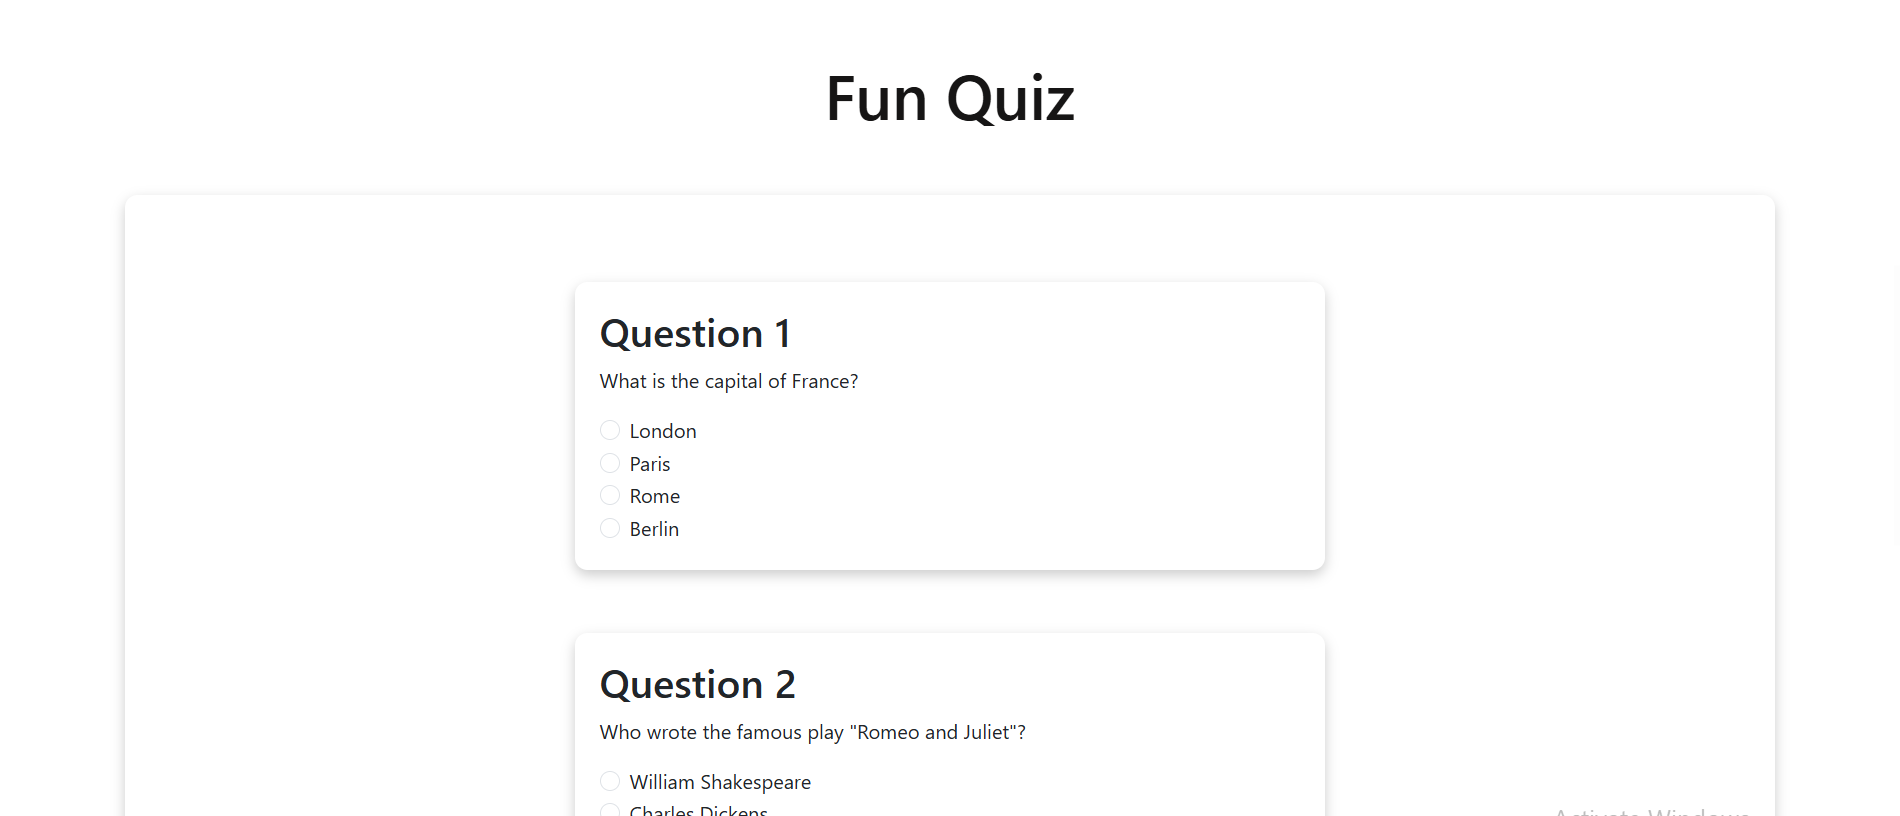 Fun Quiz
Question 1
What is the capital of France?
London
Paris
Rome
Berlin
Question 2
Who wrote the famous play "Romeo and Juliet"?
William Shakespeare
Charles Dickens
Activate Windows